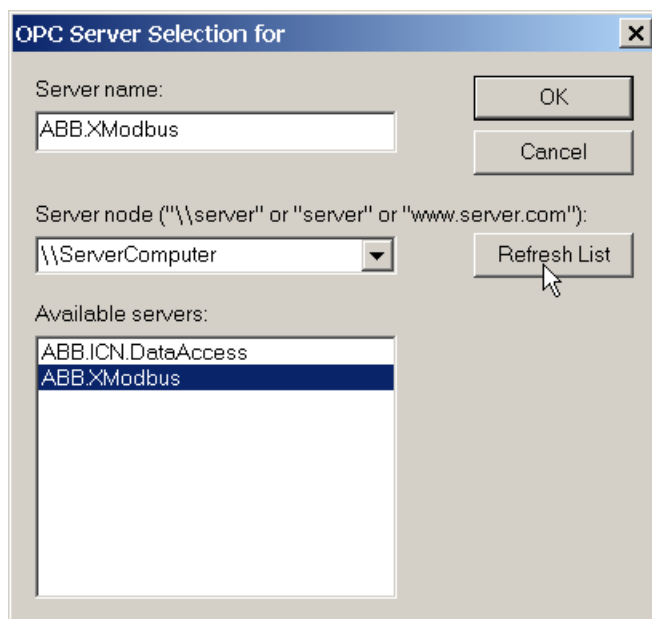 OPC Server Selection for
Server name:
OK
ABB.XModbus
Cancel
Server node ("\\server" or "server" or "www.server.com"):
\\ServerComputer
Refresh List
Available servers:
ABB.ICN.DataAccess
ABB.XModbus